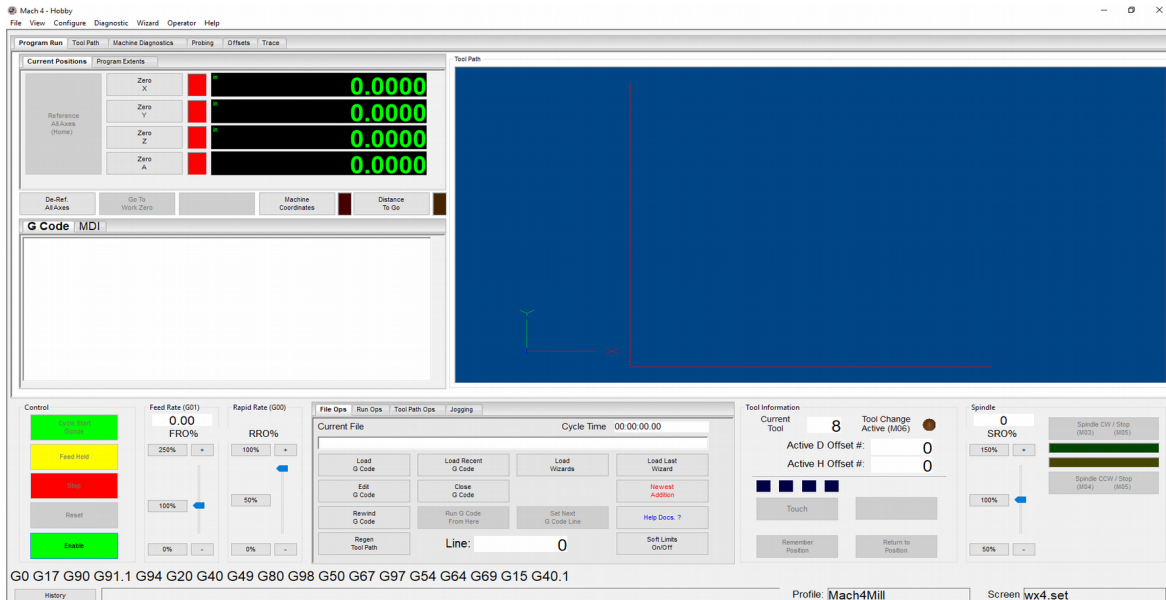 Mach 4 - Hobby
File View Configure Diagnostic Wizard Operator Help
Program Run Tool Path Machine Diagnostics Probing Offsets Trace
Current Positions Program Extents
Reference
All Axes
(Home)
Zero
X
0.0000
Zero
Y
0.0000
Zero
Z
0.0000
Zero
A
0.0000
De-Ref.
All Axes
Go To
Work Zero
Machine
Coordinates
Distance
To Go
G Code MDI
Tool Path
Y
X
Control
Cycle Start
Gcode
Feed Hold
Stop
Reset
Enable
Feed Rate (G01)
0.00
FRO%
250% +
100%
0% -
Rapid Rate (G00)
RRO%
100% +
50%
0% -
File Ops Run Ops Tool Path Ops Jogging
Current File Cycle Time 00:00:00.00
Load
G Code
Load Recent
G Code
Load
Wizards
Load Last
Wizard
Edit
G Code
Close
G Code
Newest
Addition
Rewind
G Code
Run G Code
From Here
Set Next
G Code Line
Help Docs. ?
Regen
Tool Path
Line: 0
Soft Limits
On/Off
Tool Information
Current
Tool
8
Tool Change
Active (M06)
Active D Offset #: 0
Active H Offset #: 0
Touch
Remember
Position
Return to
Position
Spindle
0
SRO%
150% +
100%
50% -
Spindle CW / Stop
(M03) (M05)
Spindle CCW / Stop
(M04) (M05)
G0 G17 G90 G91.1 G94 G20 G40 G49 G80 G98 G50 G67 G97 G54 G64 G69 G15 G40.1
History
Profile: Mach4Mill
Screen wx4.set